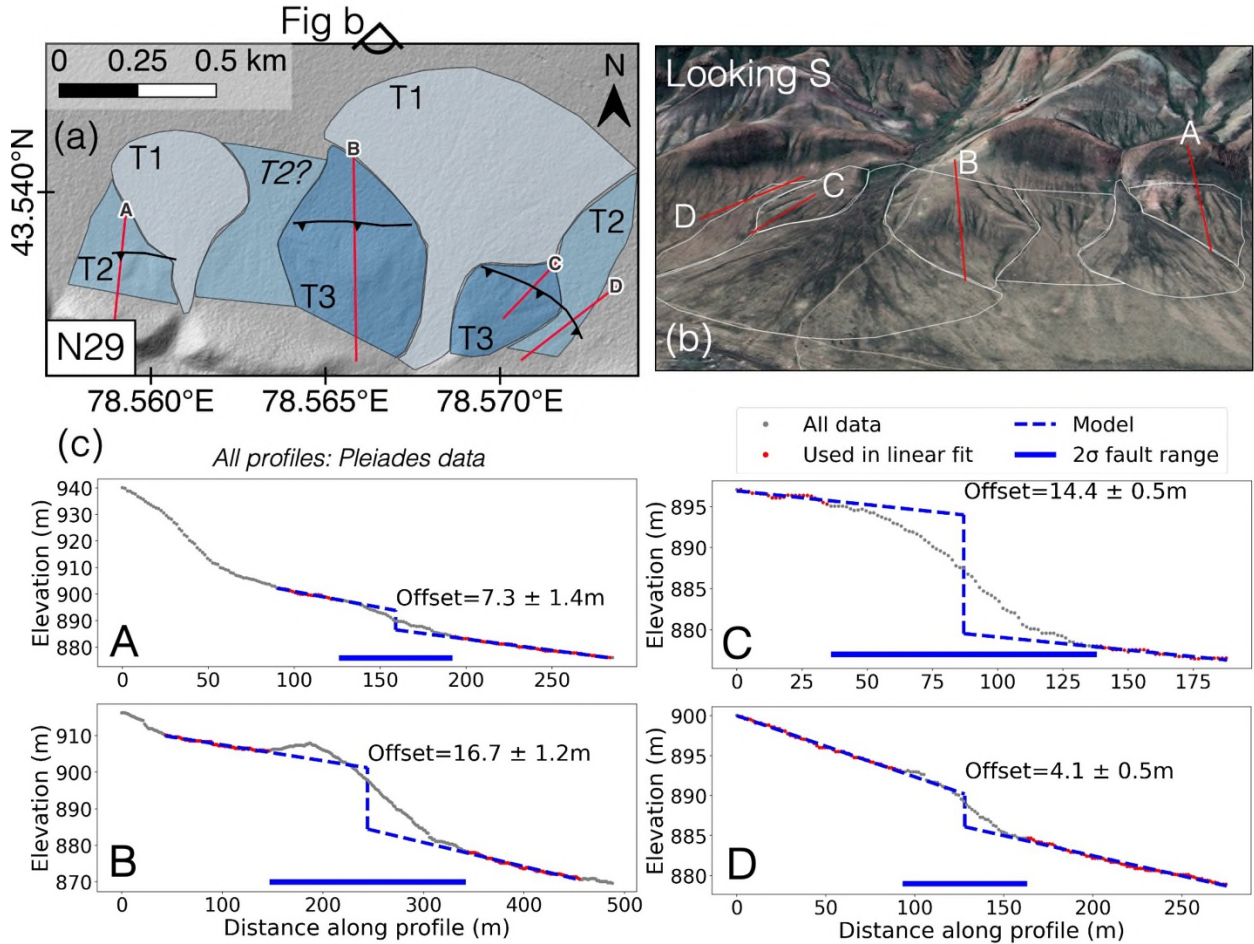 Fig b
0 0.25 0.5 km
N
(a)
T1
T1
T2?
T2
T2
T3
T3
A
B
C
D
43.540°N
N29
78.560°E 78.565°E 78.570°E
Looking S
A
B
C
D
(b)
(c)
All profiles: Pleiades data
All data
Used in linear fit
Model
2σ fault range
Elevation (m)
940
930
920
910
900
890
880
Offset=7.3 ± 1.4m
A
0 50 100 150 200 250
Elevation (m)
895
890
885
880
Offset=14.4 ± 0.5m
C
0 25 50 75 100 125 150 175
Elevation (m)
910
900
880
870
Offset=16.7 ± 1.2m
B
0 100 200 300 400 500
Distance along profile (m)
Elevation (m)
900
895
890
885
880
Offset=4.1 ± 0.5m
D
0 50 100 150 200 250
Distance along profile (m)